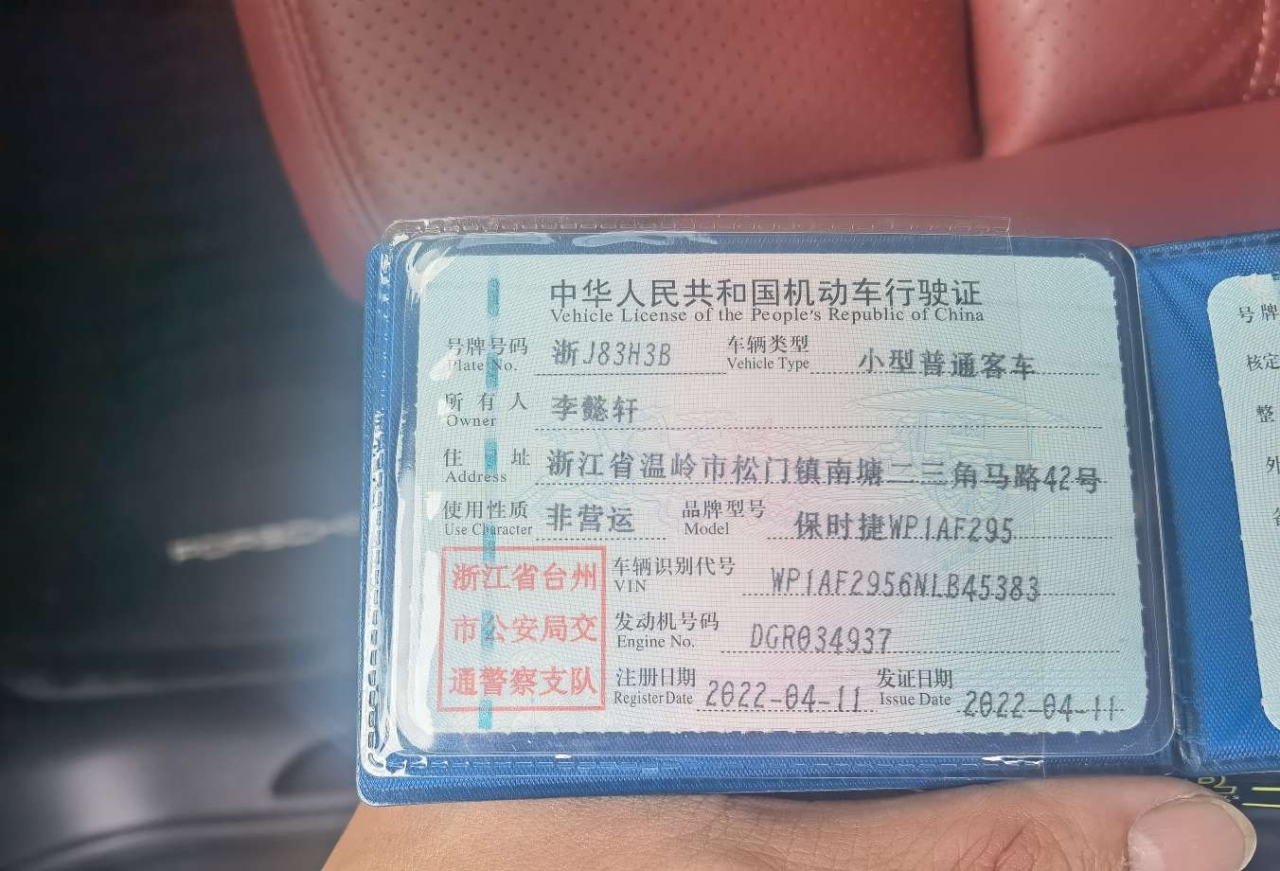 中华人民共和国机动车行驶证
Vehicle License of the People's Republic of China
号牌号码 浙J83H3B 车辆类型 小型普通客车
Plate No. Vehicle Type
所有人 李懿轩
Owner
住址 浙江省温岭市松门镇南塘二三角马路42号
Address
使用性质 非营运 品牌型号 保时捷WP1AF295
Use Character Model
浙江省台州
市公安局交
通警察支队
车辆识别代号 WP1AF2956NLB45383
VIN
发动机号码 DGR034937
Engine No.
注册日期 2022-04-11 发证日期 2022-04-11
Register Date Issue Date
号牌
核定
整
外